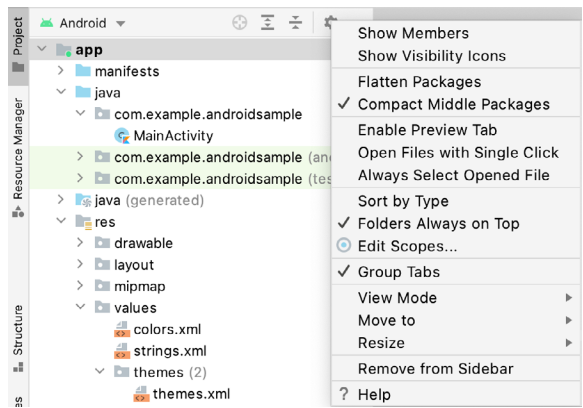 Project
Resource Manager
Structure
Android
app
manifests
java
com.example.androidsample
MainActivity
com.example.androidsample (an
com.example.androidsample (tes
java (generated)
res
drawable
layout
mipmap
values
colors.xml
strings.xml
themes (2)
themes.xml
Show Members
Show Visibility Icons
Flatten Packages
Compact Middle Packages
Enable Preview Tab
Open Files with Single Click
Always Select Opened File
Sort by Type
Folders Always on Top
Edit Scopes...
Group Tabs
View Mode
Move to
Resize
Remove from Sidebar
? Help